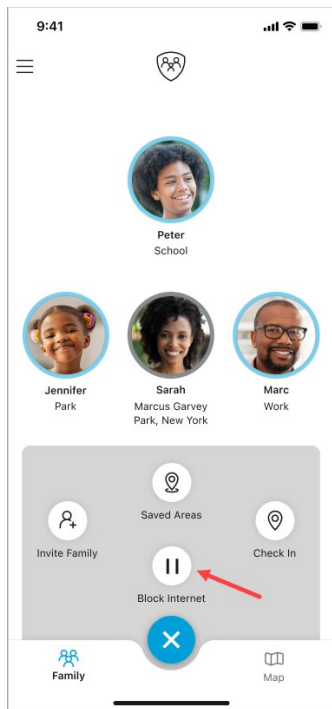 9:41
Peter
School
Jennifer
Park
Sarah
Marcus Garvey
Park, New York
Marc
Work
Saved Areas
Invite Family
Check In
Block Internet
Family
Map